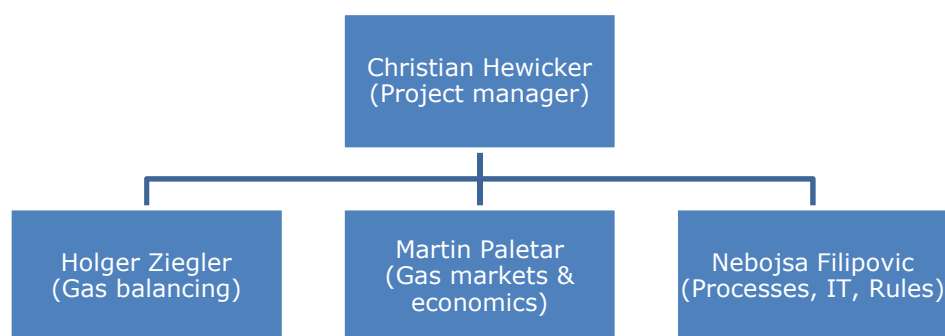 Christian Hewicker
(Project manager)
Holger Ziegler
(Gas balancing)
Martin Paletar
(Gas markets &
economics)
Nebojsa Filipovic
(Processes, IT, Rules)